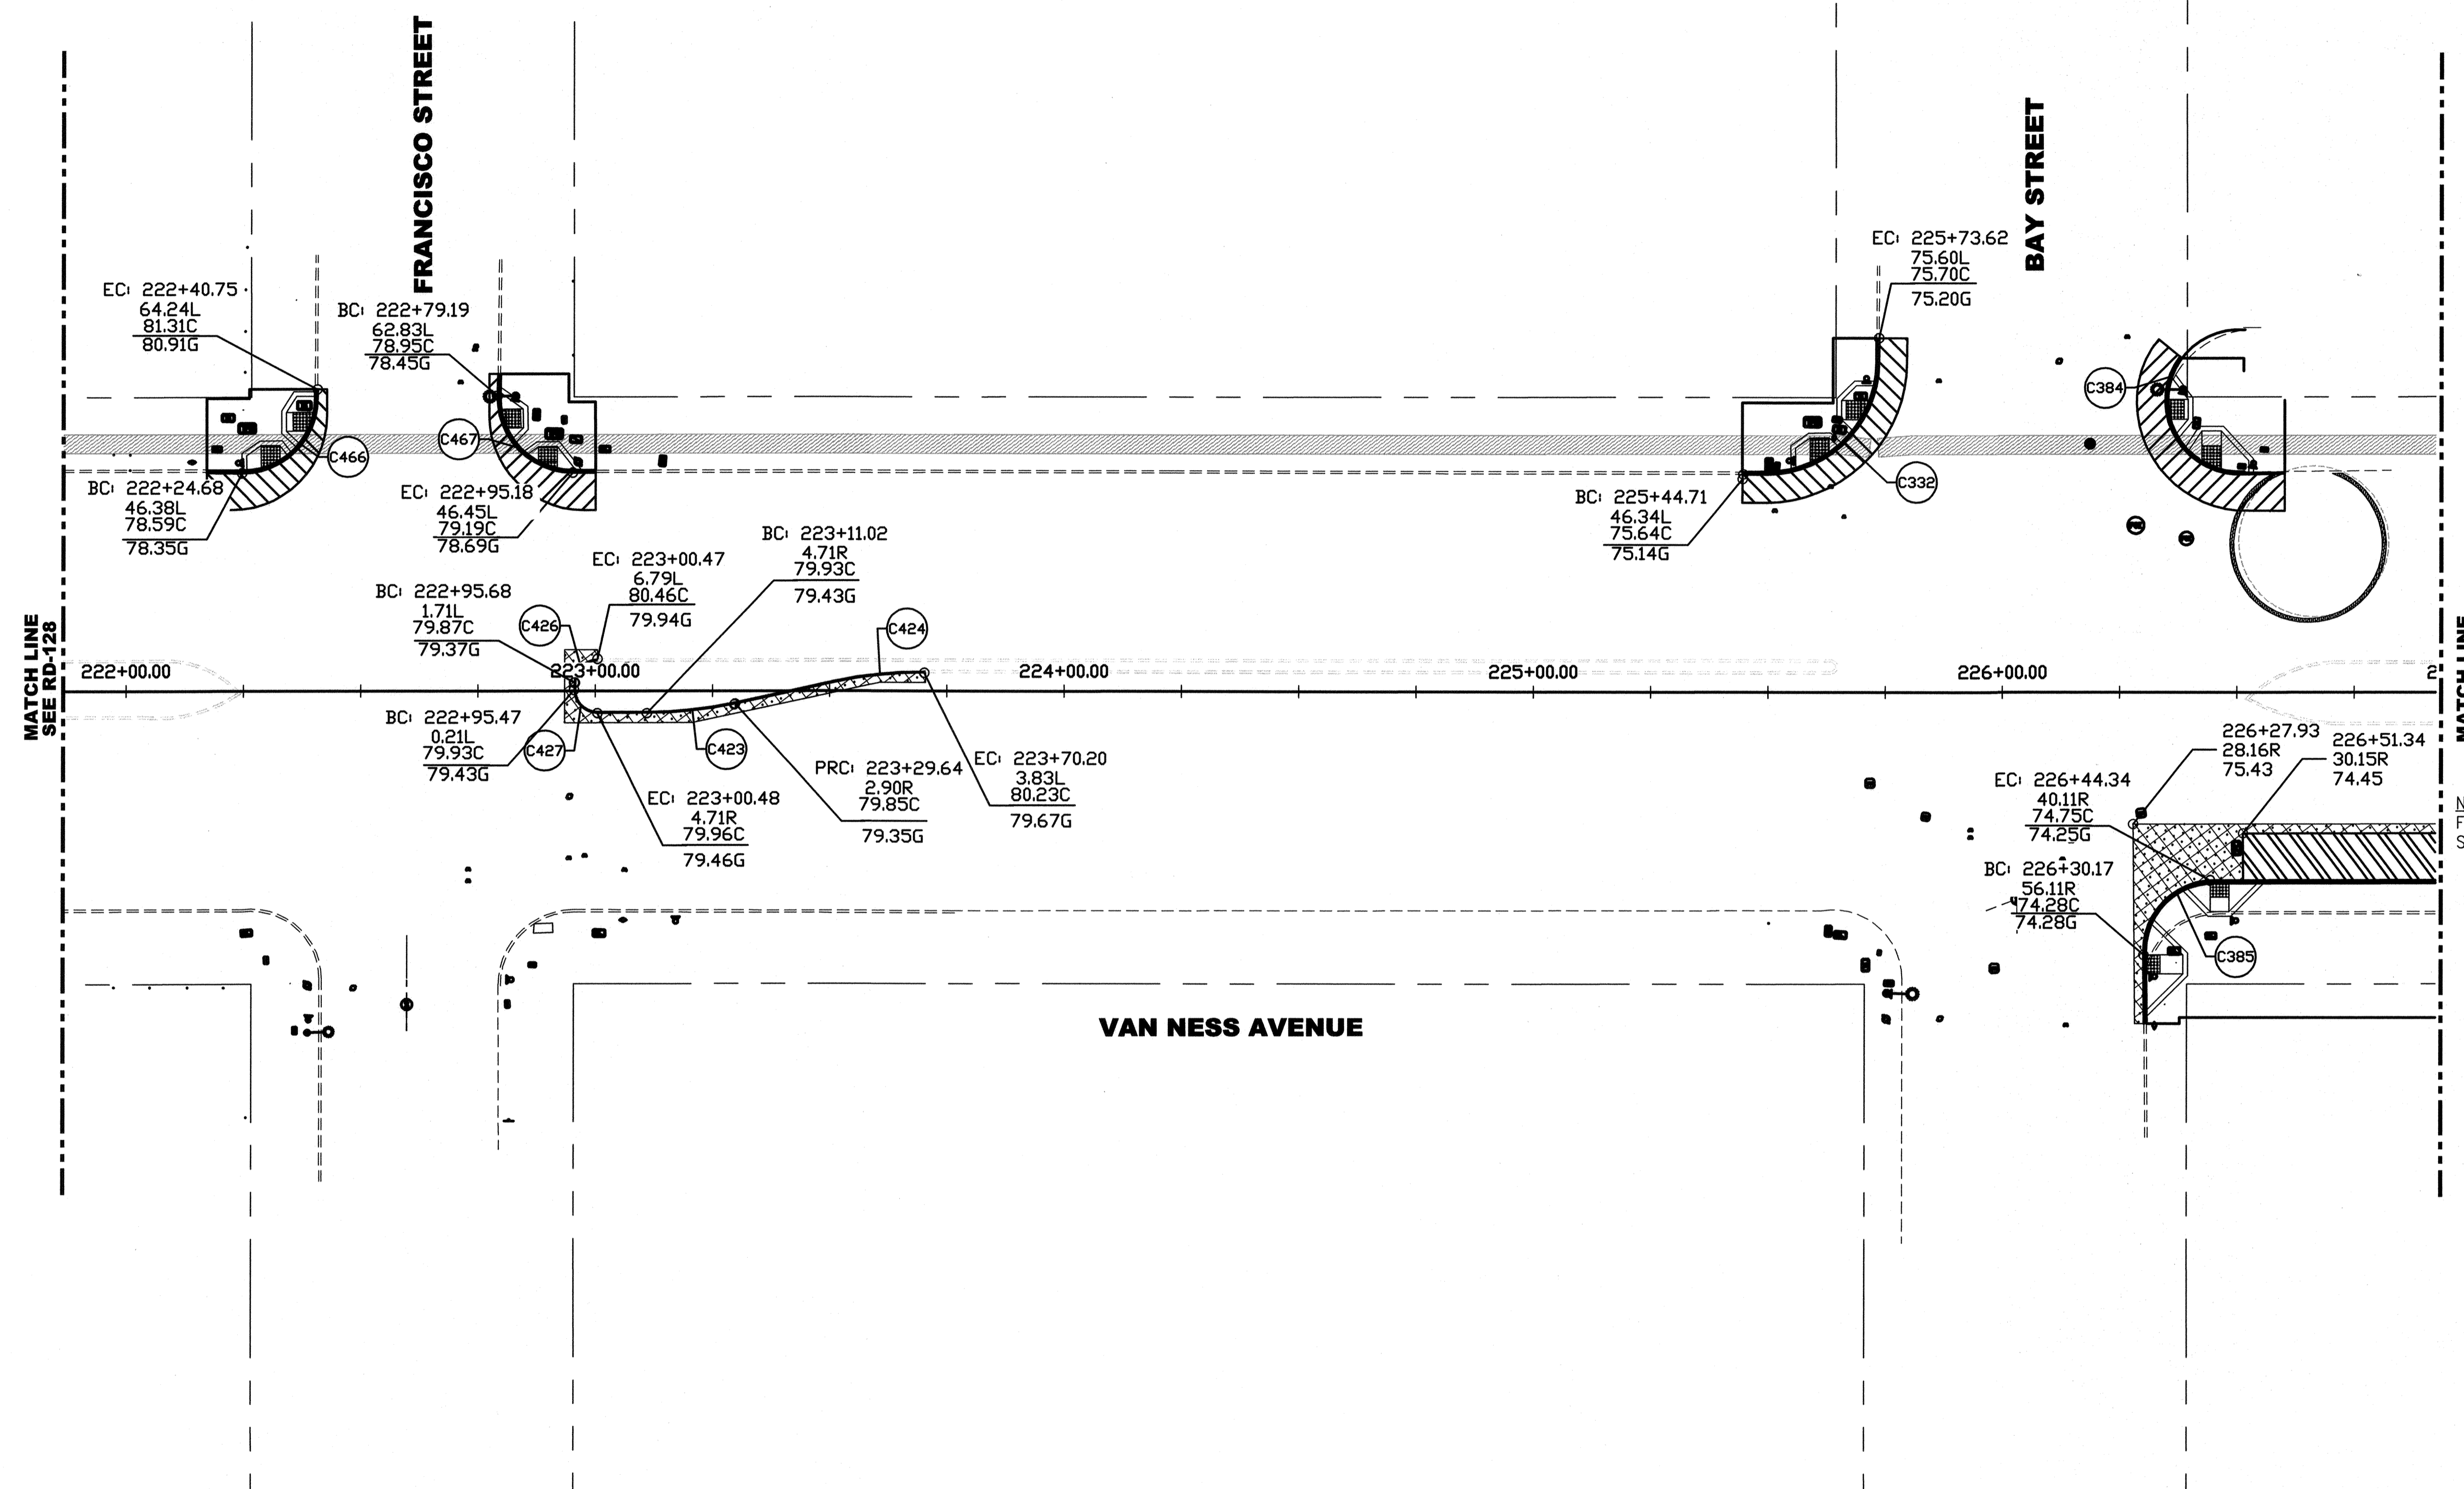 FRANCISCO STREET
BAY STREET
EC: 225+73.62
75.60L
75.70C
75.20G
EC: 222+40.75
64.24L
81.31C
80.91G
BC: 222+79.19
62.83L
78.95C
78.45G
C384
C467
C466
C332
BC: 222+24.68
46.38L
78.59C
78.35G
EC: 222+95.18
46.45L
79.19C
78.69G
BC: 225+44.71
46.34L
75.64C
75.14G
BC: 223+11.02
4.71R
79.93C
79.43G
EC: 223+00.47
6.79L
80.46C
79.94G
BC: 222+95.68
1.71L
79.87C
79.37G
C426
C424
MATCH LINE
SEE RD-128
222+00.00
223+00.00
224+00.00
225+00.00
226+00.00
2
MATCH LINE
BC: 222+95.47
0.21L
79.93C
79.43G
C427
C423
EC: 223+00.48
4.71R
79.96C
79.46G
PRC: 223+29.64
2.90R
79.85C
79.35G
EC: 223+70.20
3.83L
80.23C
79.67G
226+27.93
28.16R
75.43
226+51.34
30.15R
74.45
EC: 226+44.34
40.11R
74.75C
74.25G
BC: 226+30.17
56.11R
74.28C
74.28G
C385
N
F
S
VAN NESS AVENUE